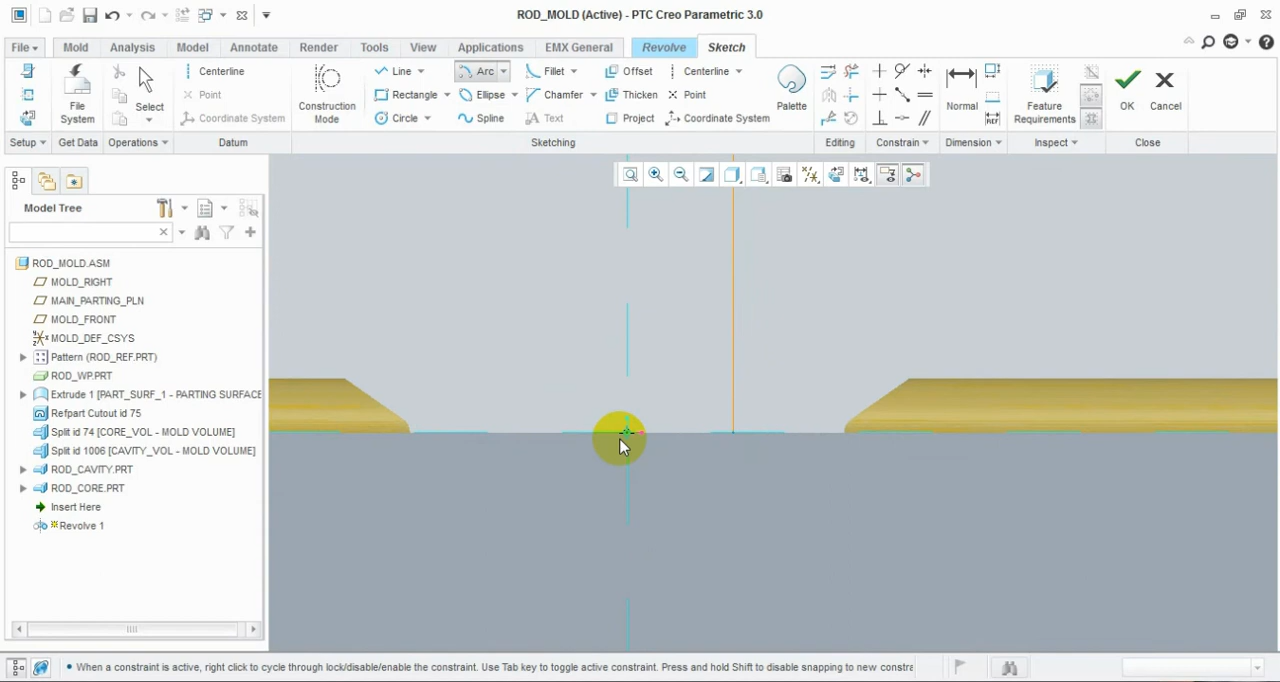 ROD_MOLD (Active) - PTC Creo Parametric 3.0
File Mold Analysis Model Annotate Render Tools View Applications EMX General Revolve Sketch
Centerline Line Arc Fillet Offset Centerline
Point Rectangle Ellipse Chamfer Thicken Point
Coordinate System Circle Spline Text Project Coordinate System
File System Select Construction Mode Palette Normal Feature Requirements OK Cancel
Setup Get Data Operations Datum Sketching Editing Constrain Dimension Inspect Close
REF
Model Tree
ROD_MOLD.ASM
MOLD_RIGHT
MAIN_PARTING_PLN
MOLD_FRONT
MOLD_DEF_CSYS
Pattern (ROD_REF.PRT)
ROD_WP.PRT
Extrude 1 [PART_SURF_1 - PARTING SURFACE
Refpart Cutout id 75
Split id 74 [CORE_VOL - MOLD VOLUME]
Split id 1006 [CAVITY_VOL - MOLD VOLUME]
ROD_CAVITY.PRT
ROD_CORE.PRT
Insert Here
Revolve 1
• When a constraint is active, right click to cycle through lock/disable/enable the constraint. Use Tab key to toggle active constraint. Press and hold Shift to disable snapping to new constra